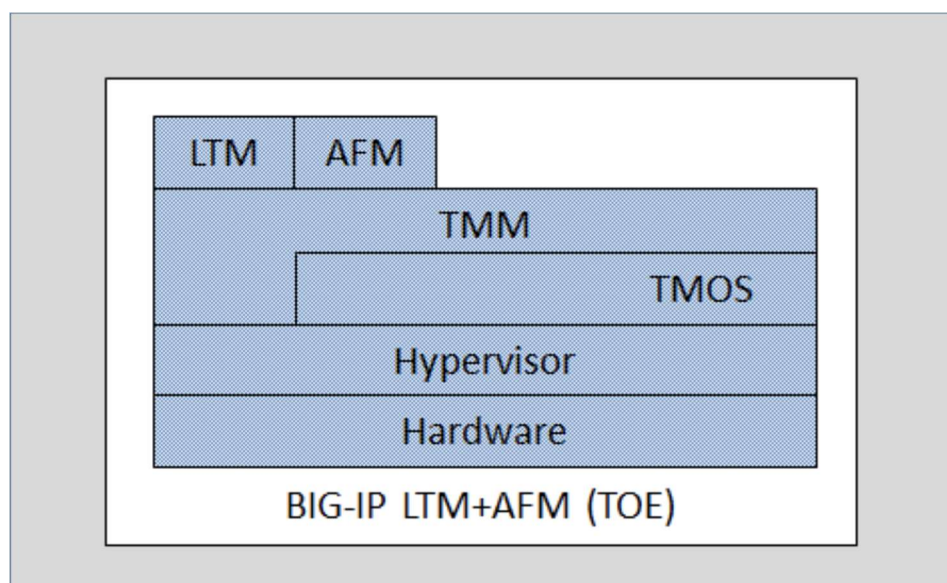 LTM AFM
TMM
TMOS
Hypervisor
Hardware
BIG-IP LTM+AFM (TOE)